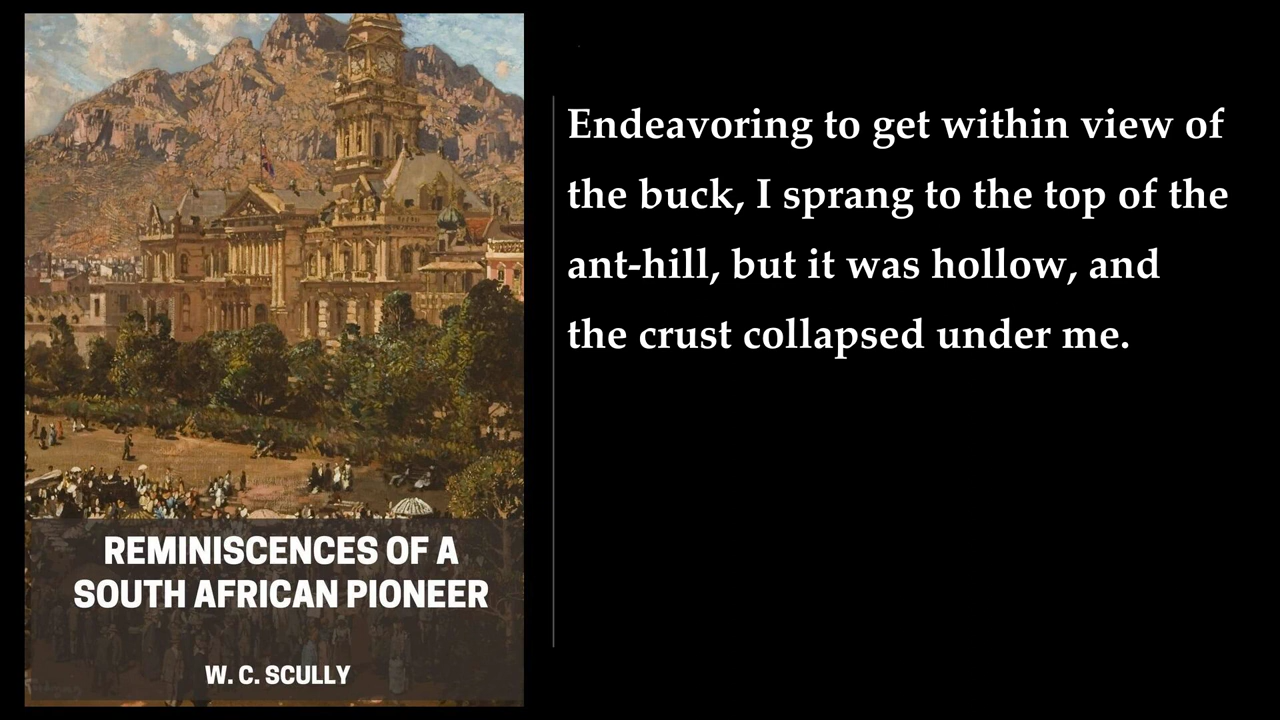 REMINISCENCES OF A
SOUTH AFRICAN PIONEER
W. C. SCULLY
Endeavoring to get within view of
the buck, I sprang to the top of the
ant-hill, but it was hollow, and
the crust collapsed under me.